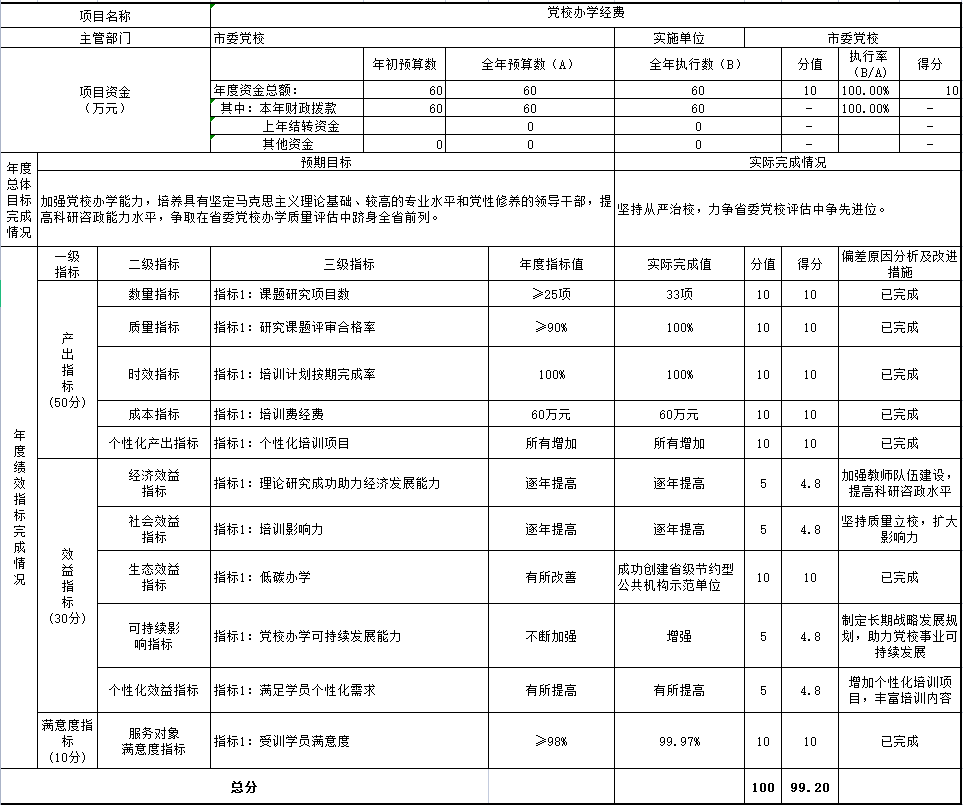 项目名称 党校办学经费
主管部门 市委党校 实施单位 市委党校
项目资金
（万元）
年初预算数 全年预算数（A） 全年执行数（B） 分值 执行率
（B/A） 得分
年度资金总额： 60 60 60 10 100.00% 10
其中：本年财政拨款 60 60 60 － 100.00% －
上年结转资金 0 0 － －
其他资金 0 0 0 － －
年度
总体
目标
完成
情况
预期目标 实际完成情况
加强党校办学能力，培养具有坚定马克思主义理论基础、较高的专业水平和党性修养的领导干部，提
高科研咨政能力水平，争取在省委党校办学质量评估中跻身全省前列。
坚持从严治校，力争省委党校评估中争先进位。
年
度
绩
效
指
标
完
成
情
况
一级
指标
二级指标 三级指标 年度指标值 实际完成值 分值 得分 偏差原因分析及改进
措施
产
出
指
标
（50分）
数量指标 指标1：课题研究项目数 ≥25项 33项 10 10 已完成
质量指标 指标1：研究课题评审合格率 ≥90% 100% 10 10 已完成
时效指标 指标1：培训计划按期完成率 100% 100% 10 10 已完成
成本指标 指标1：培训费经费 60万元 60万元 10 10 已完成
个性化产出指标 指标1：个性化培训项目 所有增加 所有增加 10 10 已完成
效
益
指
标
（30分）
经济效益
指标
指标1：理论研究成功助力经济发展能力 逐年提高 逐年提高 5 4.8 加强教师队伍建设，
提高科研咨政水平
社会效益
指标
指标1：培训影响力 逐年提高 逐年提高 5 4.8 坚持质量立校，扩大
影响力
生态效益
指标
指标1：低碳办学 有所改善 成功创建省级节约型
公共机构示范单位
10 10 已完成
可持续影
响指标
指标1：党校办学可持续发展能力 不断加强 增强 5 4.8 制定长期战略发展规
划，助力党校事业可
持续发展
个性化效益指标 指标1：满足学员个性化需求 有所提高 有所提高 5 4.8 增加个性化培训项
目，丰富培训内容
满意度指
标
（10分）
服务对象
满意度指标
指标1：受训学员满意度 ≥98% 99.97% 10 10 已完成
总分 100 99.20